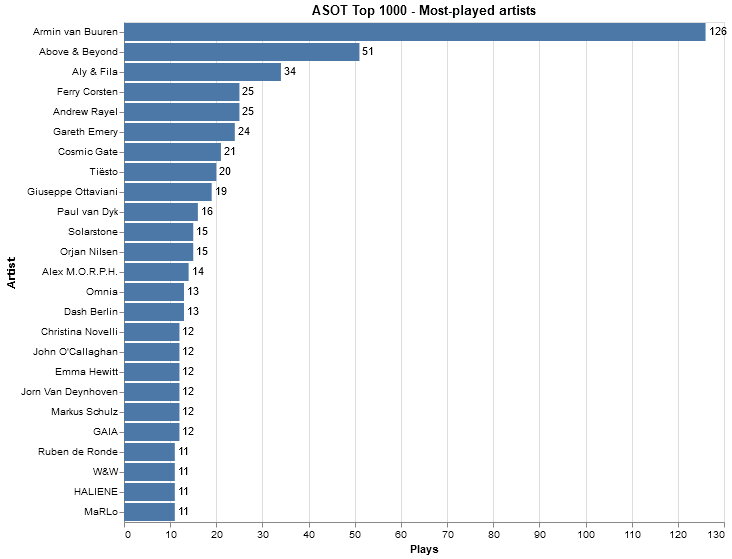 ASOT Top 1000 - Most-played artists
Artist
Armin van Buuren 126
Above & Beyond 51
Aly & Fila 34
Ferry Corsten 25
Andrew Rayel 25
Gareth Emery 24
Cosmic Gate 21
Tiësto 20
Giuseppe Ottaviani 19
Paul van Dyk 16
Solarstone 15
Orjan Nilsen 15
Alex M.O.R.P.H. 14
Omnia 13
Dash Berlin 13
Christina Novelli 12
John O'Callaghan 12
Emma Hewitt 12
Jorn Van Deynhoven 12
Markus Schulz 12
GAIA 12
Ruben de Ronde 11
W&W 11
HALIENE 11
MaRLo 11
0 10 20 30 40 50 60 70 80 90 100 110 120 130
Plays